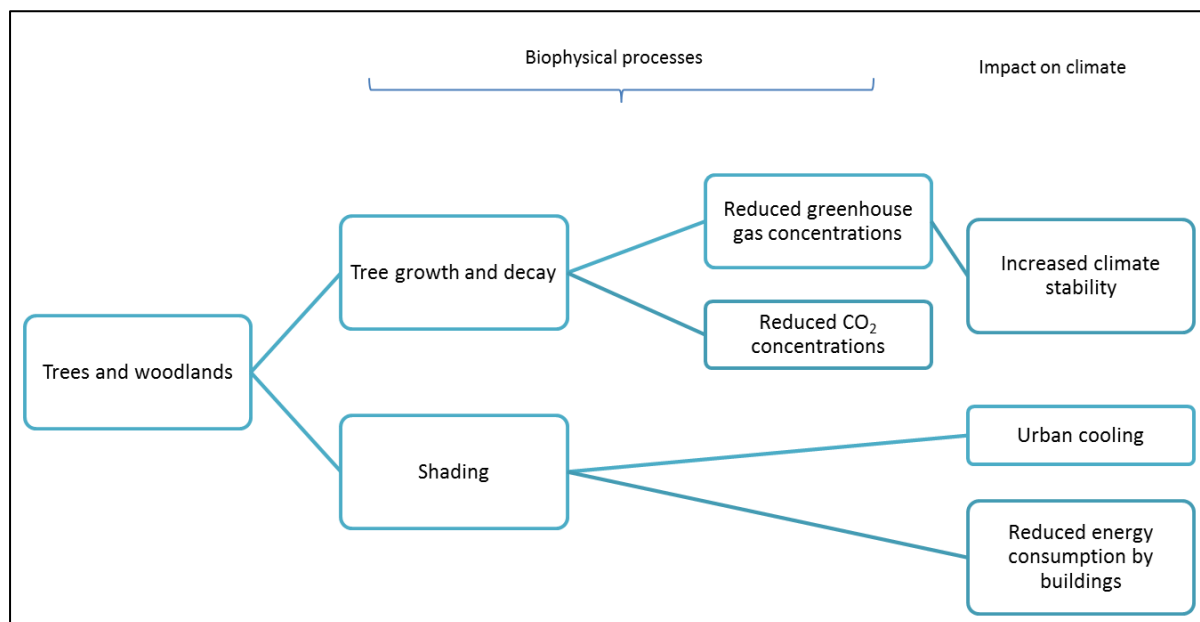 Biophysical processes
Impact on climate
Reduced greenhouse
gas concentrations
Tree growth and decay
Increased climate
stability
Reduced CO₂
concentrations
Trees and woodlands
Urban cooling
Shading
Reduced energy
consumption by
buildings